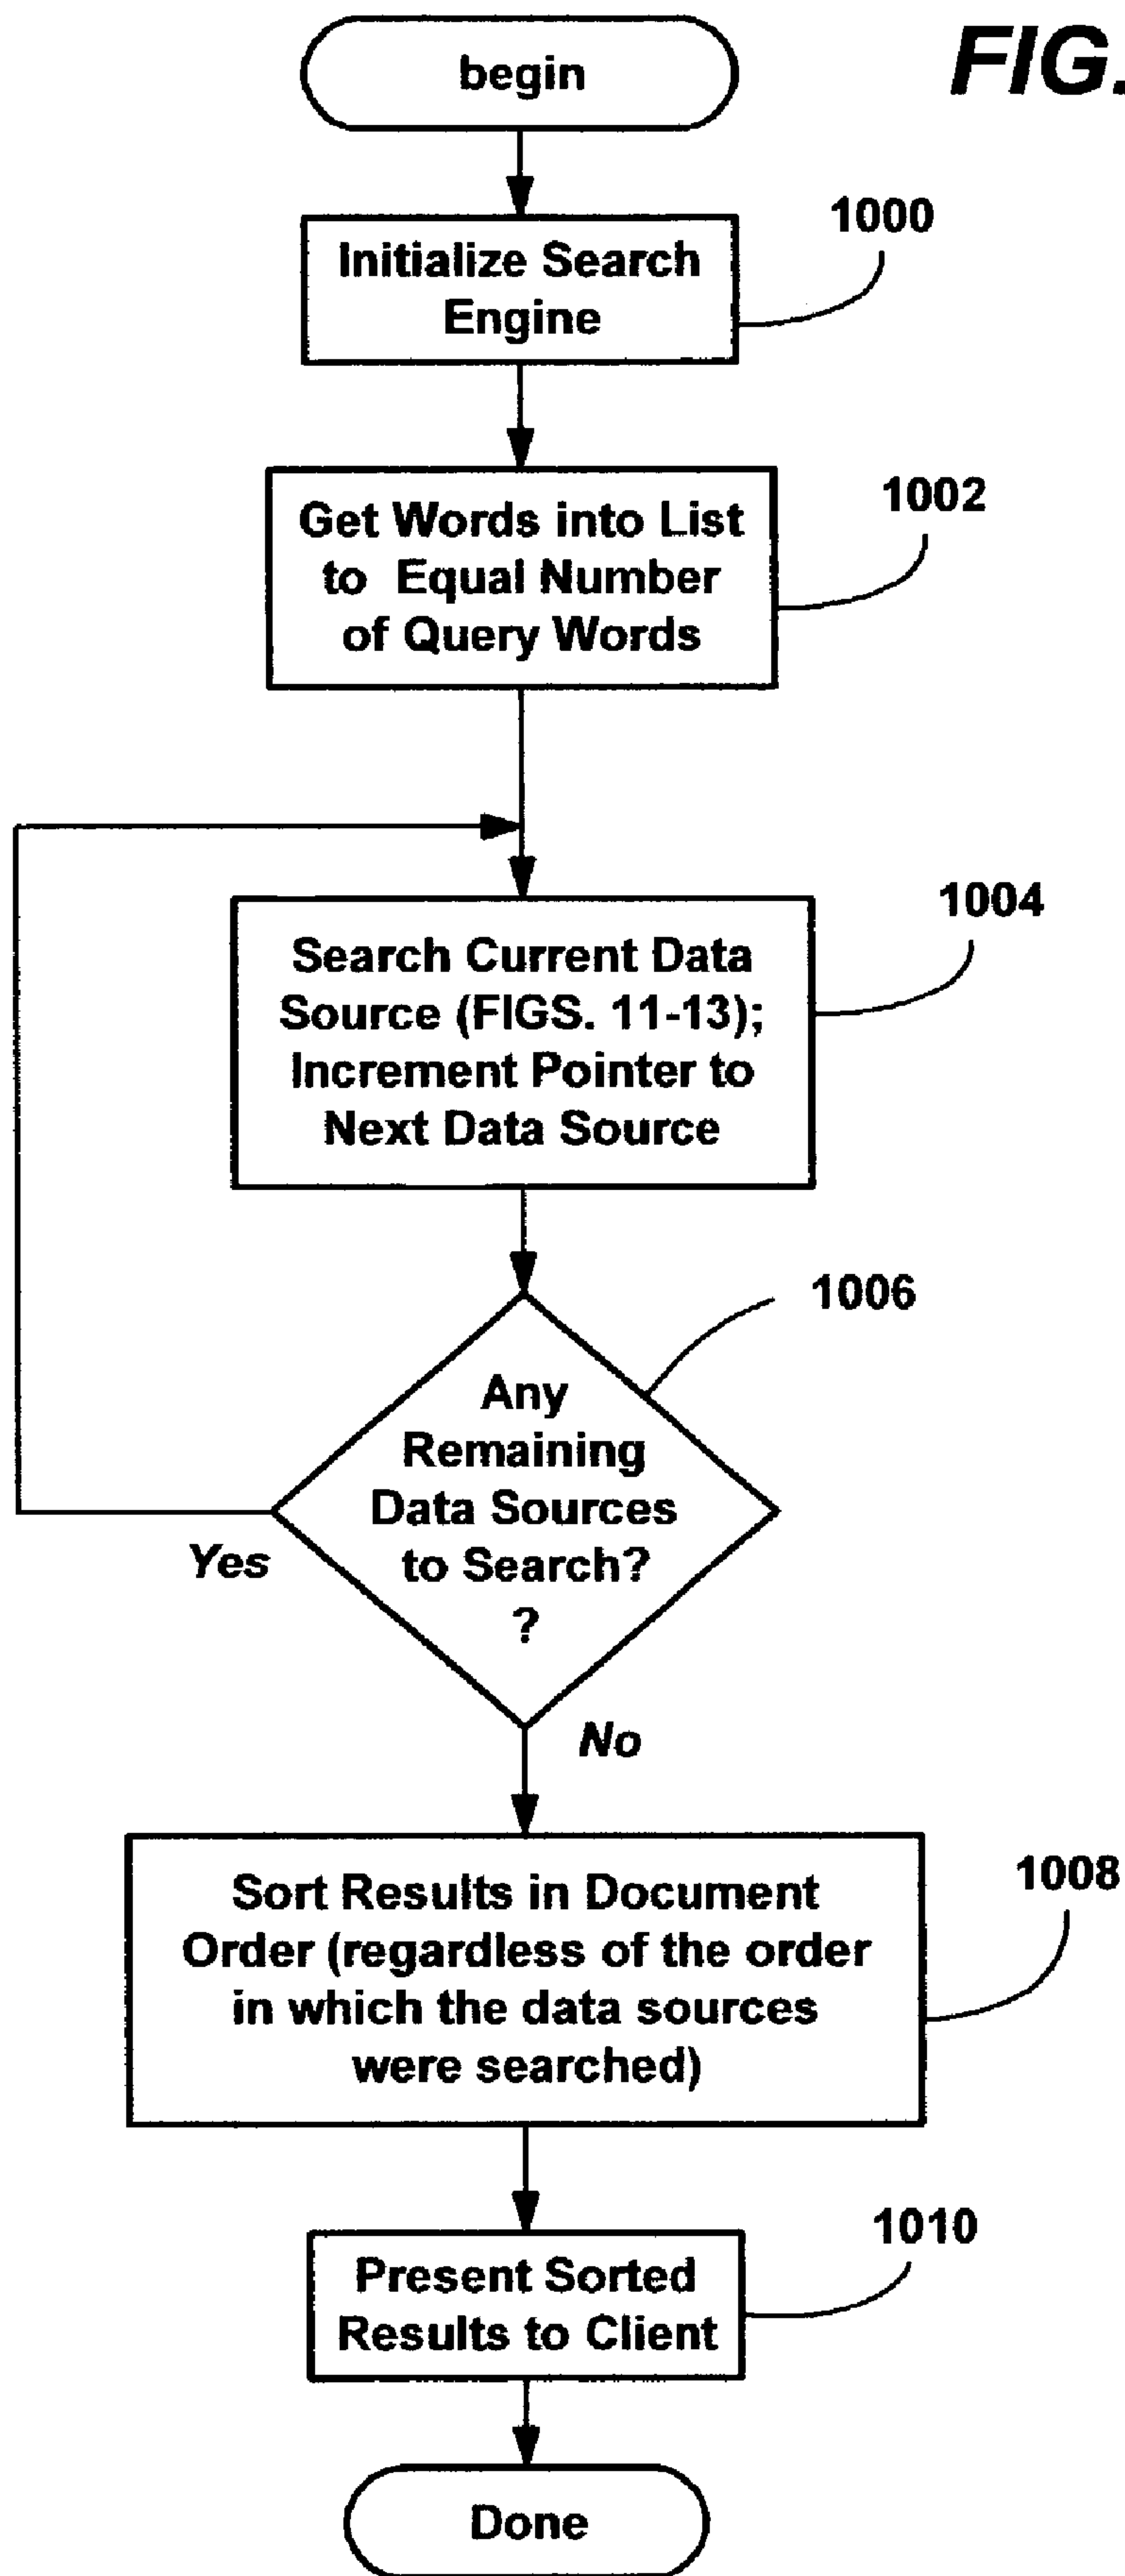 FIG.
begin
1000
Initialize Search
Engine
1002
Get Words into List
to Equal Number
of Query Words
1004
Search Current Data
Source (FIGS. 11-13);
Increment Pointer to
Next Data Source
1006
Any
Remaining
Data Sources
to Search?
?
Yes
No
1008
Sort Results in Document
Order (regardless of the order
in which the data sources
were searched)
1010
Present Sorted
Results to Client
Done